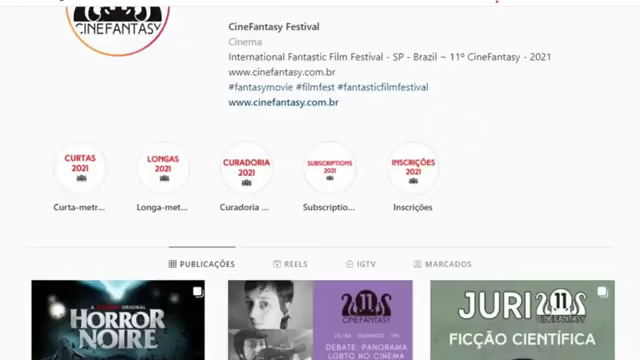 CINEFANTASY
CineFantasy Festival
Cinema
International Fantastic Film Festival - SP - Brazil ~ 11º CineFantasy - 2021
www.cinefantasy.com.br
#fantasymovie #filmfest #fantasticfilmfestival
www.cinefantasy.com.br
CURTAS
2021
LONGAS
2021
CURADORIA
2021
SUBSCRIPTIONS
2021
INSCRIÇÕES
2021
Curta-metr...
Longa-met...
Curadoria ...
Subscriptio...
Inscrições
PUBLICAÇÕES
REELS
IGTV
MARCADOS
ORIGINAL
HORROR
NOIRE
11
CINEFANTASY
DEBATE: PANORAMA
LGBTQ NO CINEMA
JURI
11
CINEFANTASY
FICÇÃO CIENTÍFICA